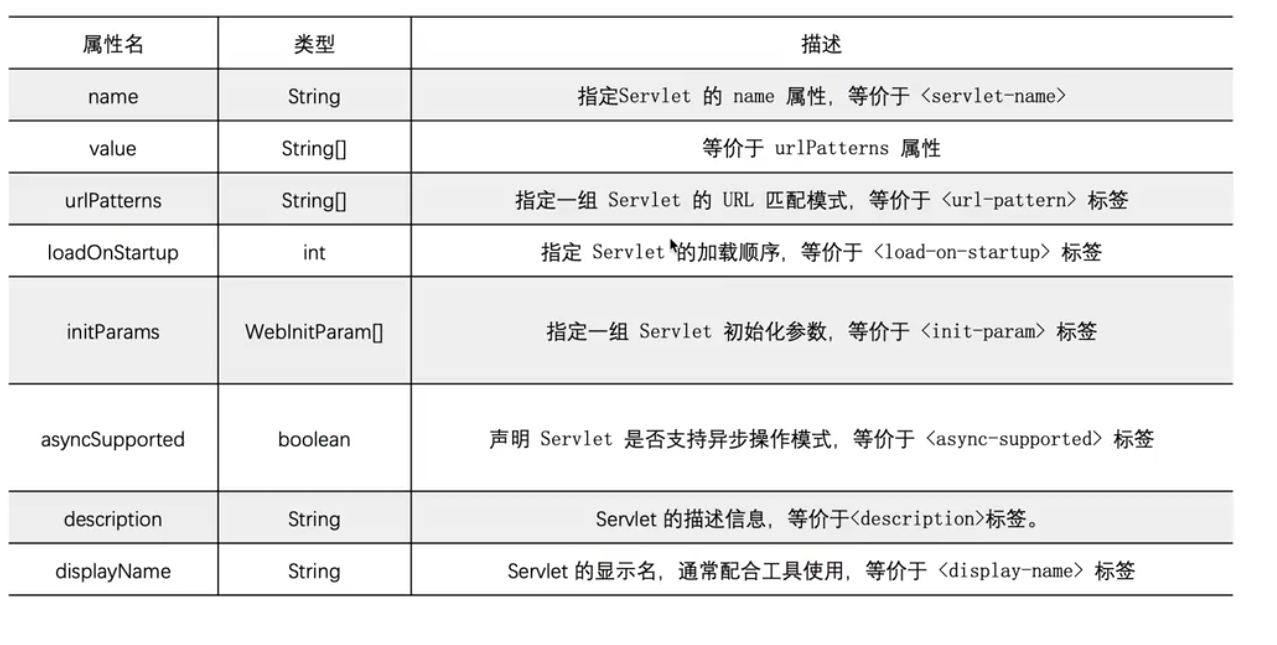 属性名 类型 描述
name String 指定Servlet 的 name 属性，等价于 <servlet-name>
value String[] 等价于 urlPatterns 属性
urlPatterns String[] 指定一组 Servlet 的 URL 匹配模式，等价于 <url-pattern> 标签
loadOnStartup int 指定 Servlet 的加载顺序，等价于 <load-on-startup> 标签
initParams WebInitParam[] 指定一组 Servlet 初始化参数，等价于 <init-param> 标签
asyncSupported boolean 声明 Servlet 是否支持异步操作模式，等价于 <async-supported> 标签
description String Servlet 的描述信息，等价于<description>标签。
displayName String Servlet 的显示名，通常配合工具使用，等价于 <display-name> 标签